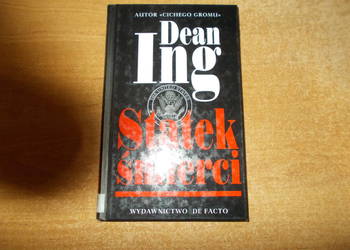 AUTOR «CICHEGO GROMU»
Dean
Ing
Statek
śmierci
WYDAWNICTWO DE FACTO